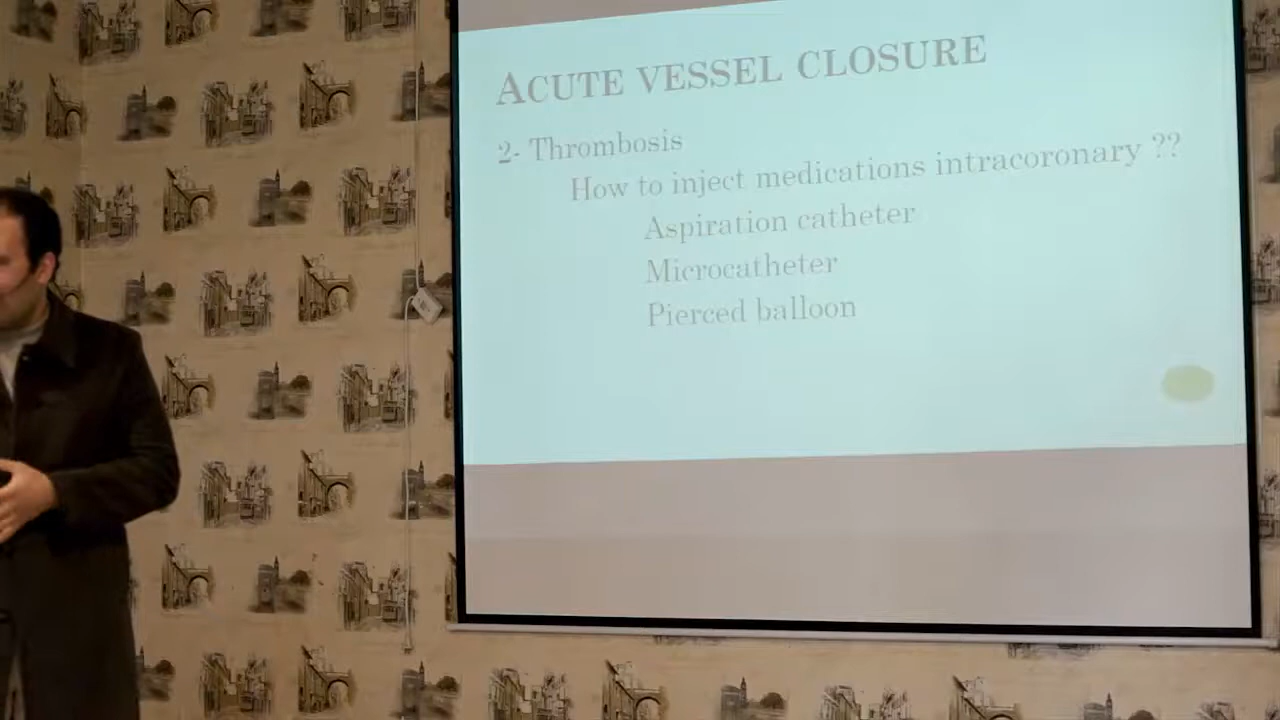 ACUTE VESSEL CLOSURE
2- Thrombosis
How to inject medications intracoronary ??
Aspiration catheter
Microcatheter
Pierced balloon